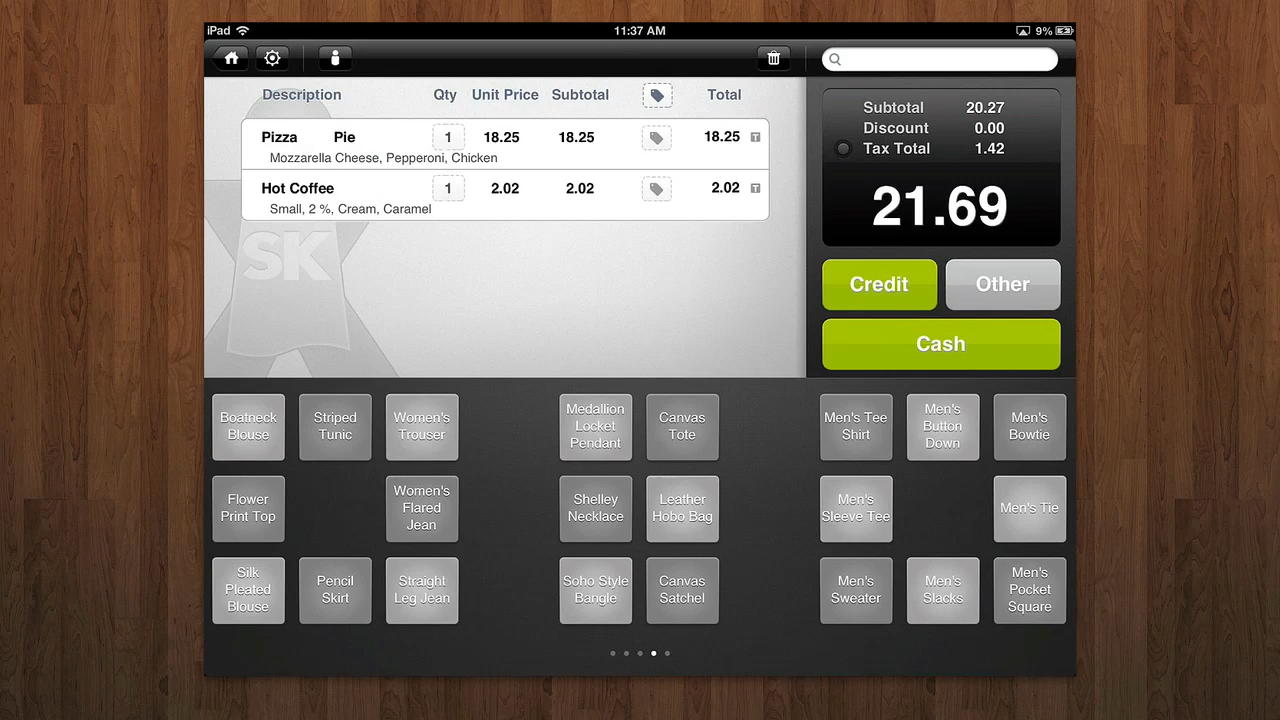 iPad 11:37 AM 9%
Description Qty Unit Price Subtotal Total
Pizza Pie 1 18.25 18.25 18.25 T
Mozzarella Cheese, Pepperoni, Chicken
Hot Coffee 1 2.02 2.02 2.02 T
Small, 2 %, Cream, Caramel
SK
Subtotal 20.27
Discount 0.00
Tax Total 1.42
21.69
Credit Other
Cash
Boatneck
Blouse
Striped
Tunic
Women's
Trouser
Medallion
Locket
Pendant
Canvas
Tote
Men's Tee
Shirt
Men's
Button
Down
Men's
Bowtie
Flower
Print Top
Women's
Flared
Jean
Shelley
Necklace
Leather
Hobo Bag
Men's
Sleeve Tee
Men's Tie
Silk
Pleated
Blouse
Pencil
Skirt
Straight
Leg Jean
Soho Style
Bangle
Canvas
Satchel
Men's
Sweater
Men's
Slacks
Men's
Pocket
Square